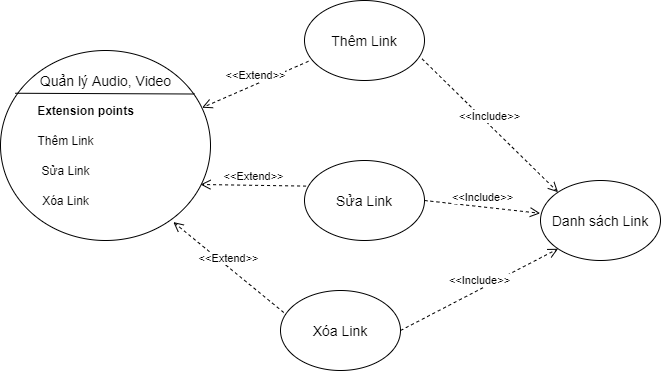 Thêm Link
<<Extend>>
Quản lý Audio, Video
Extension points
Thêm Link
Sửa Link
Xóa Link
<<Include>>
<<Extend>>
Sửa Link
<<Include>>
Danh sách Link
<<Extend>>
<<Include>>
Xóa Link